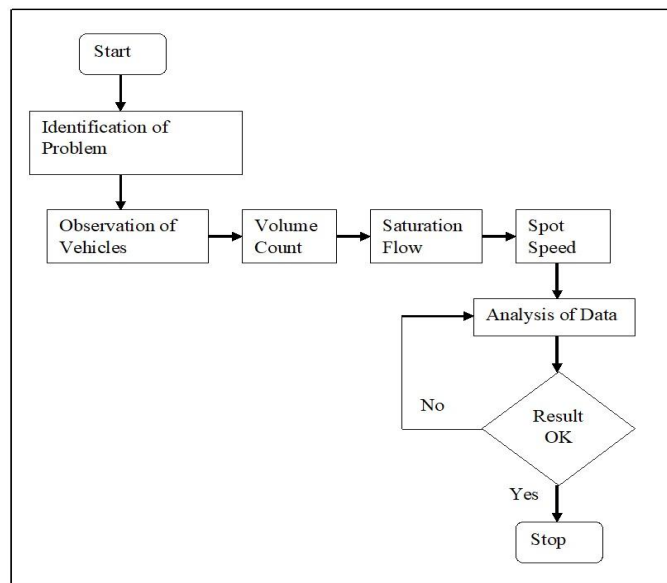 Start
Identification of
Problem
Observation of
Vehicles
Volume
Count
Saturation
Flow
Spot
Speed
Analysis of Data
No
Result
OK
Yes
Stop